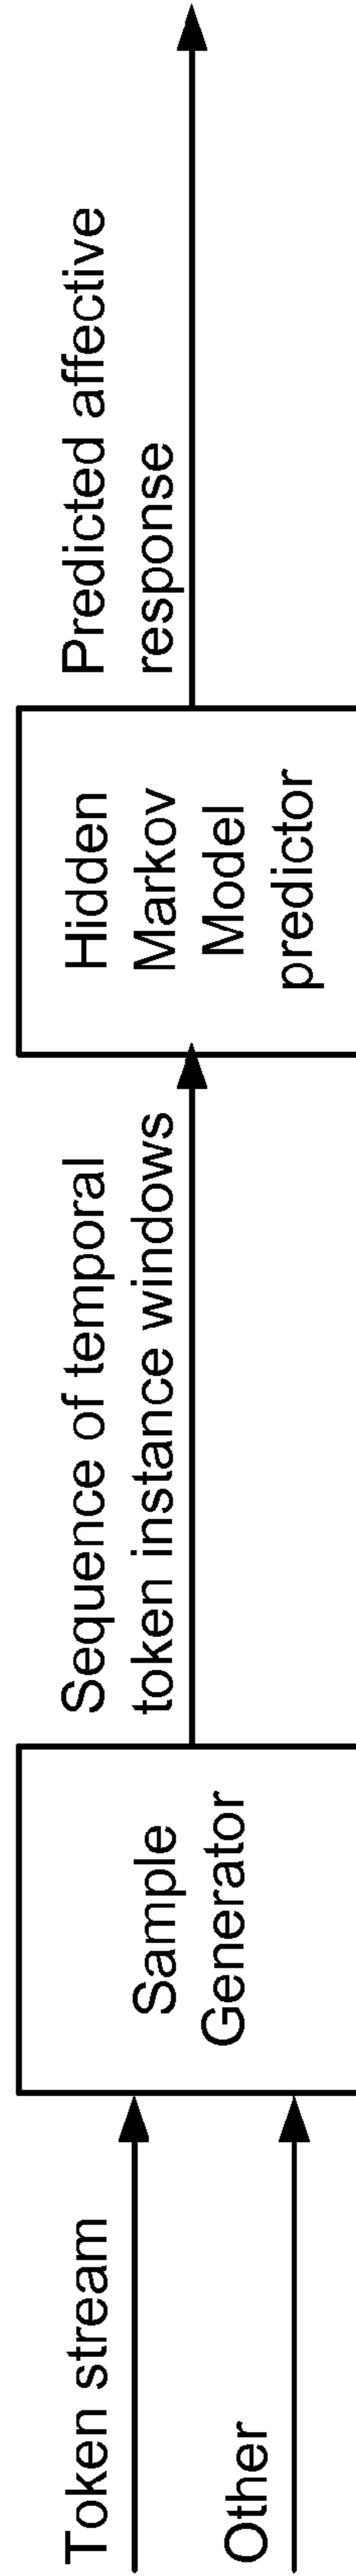 Token stream
Other
Sample
Generator
Sequence of temporal
token instance windows
Hidden
Markov
Model
predictor
Predicted affective
response